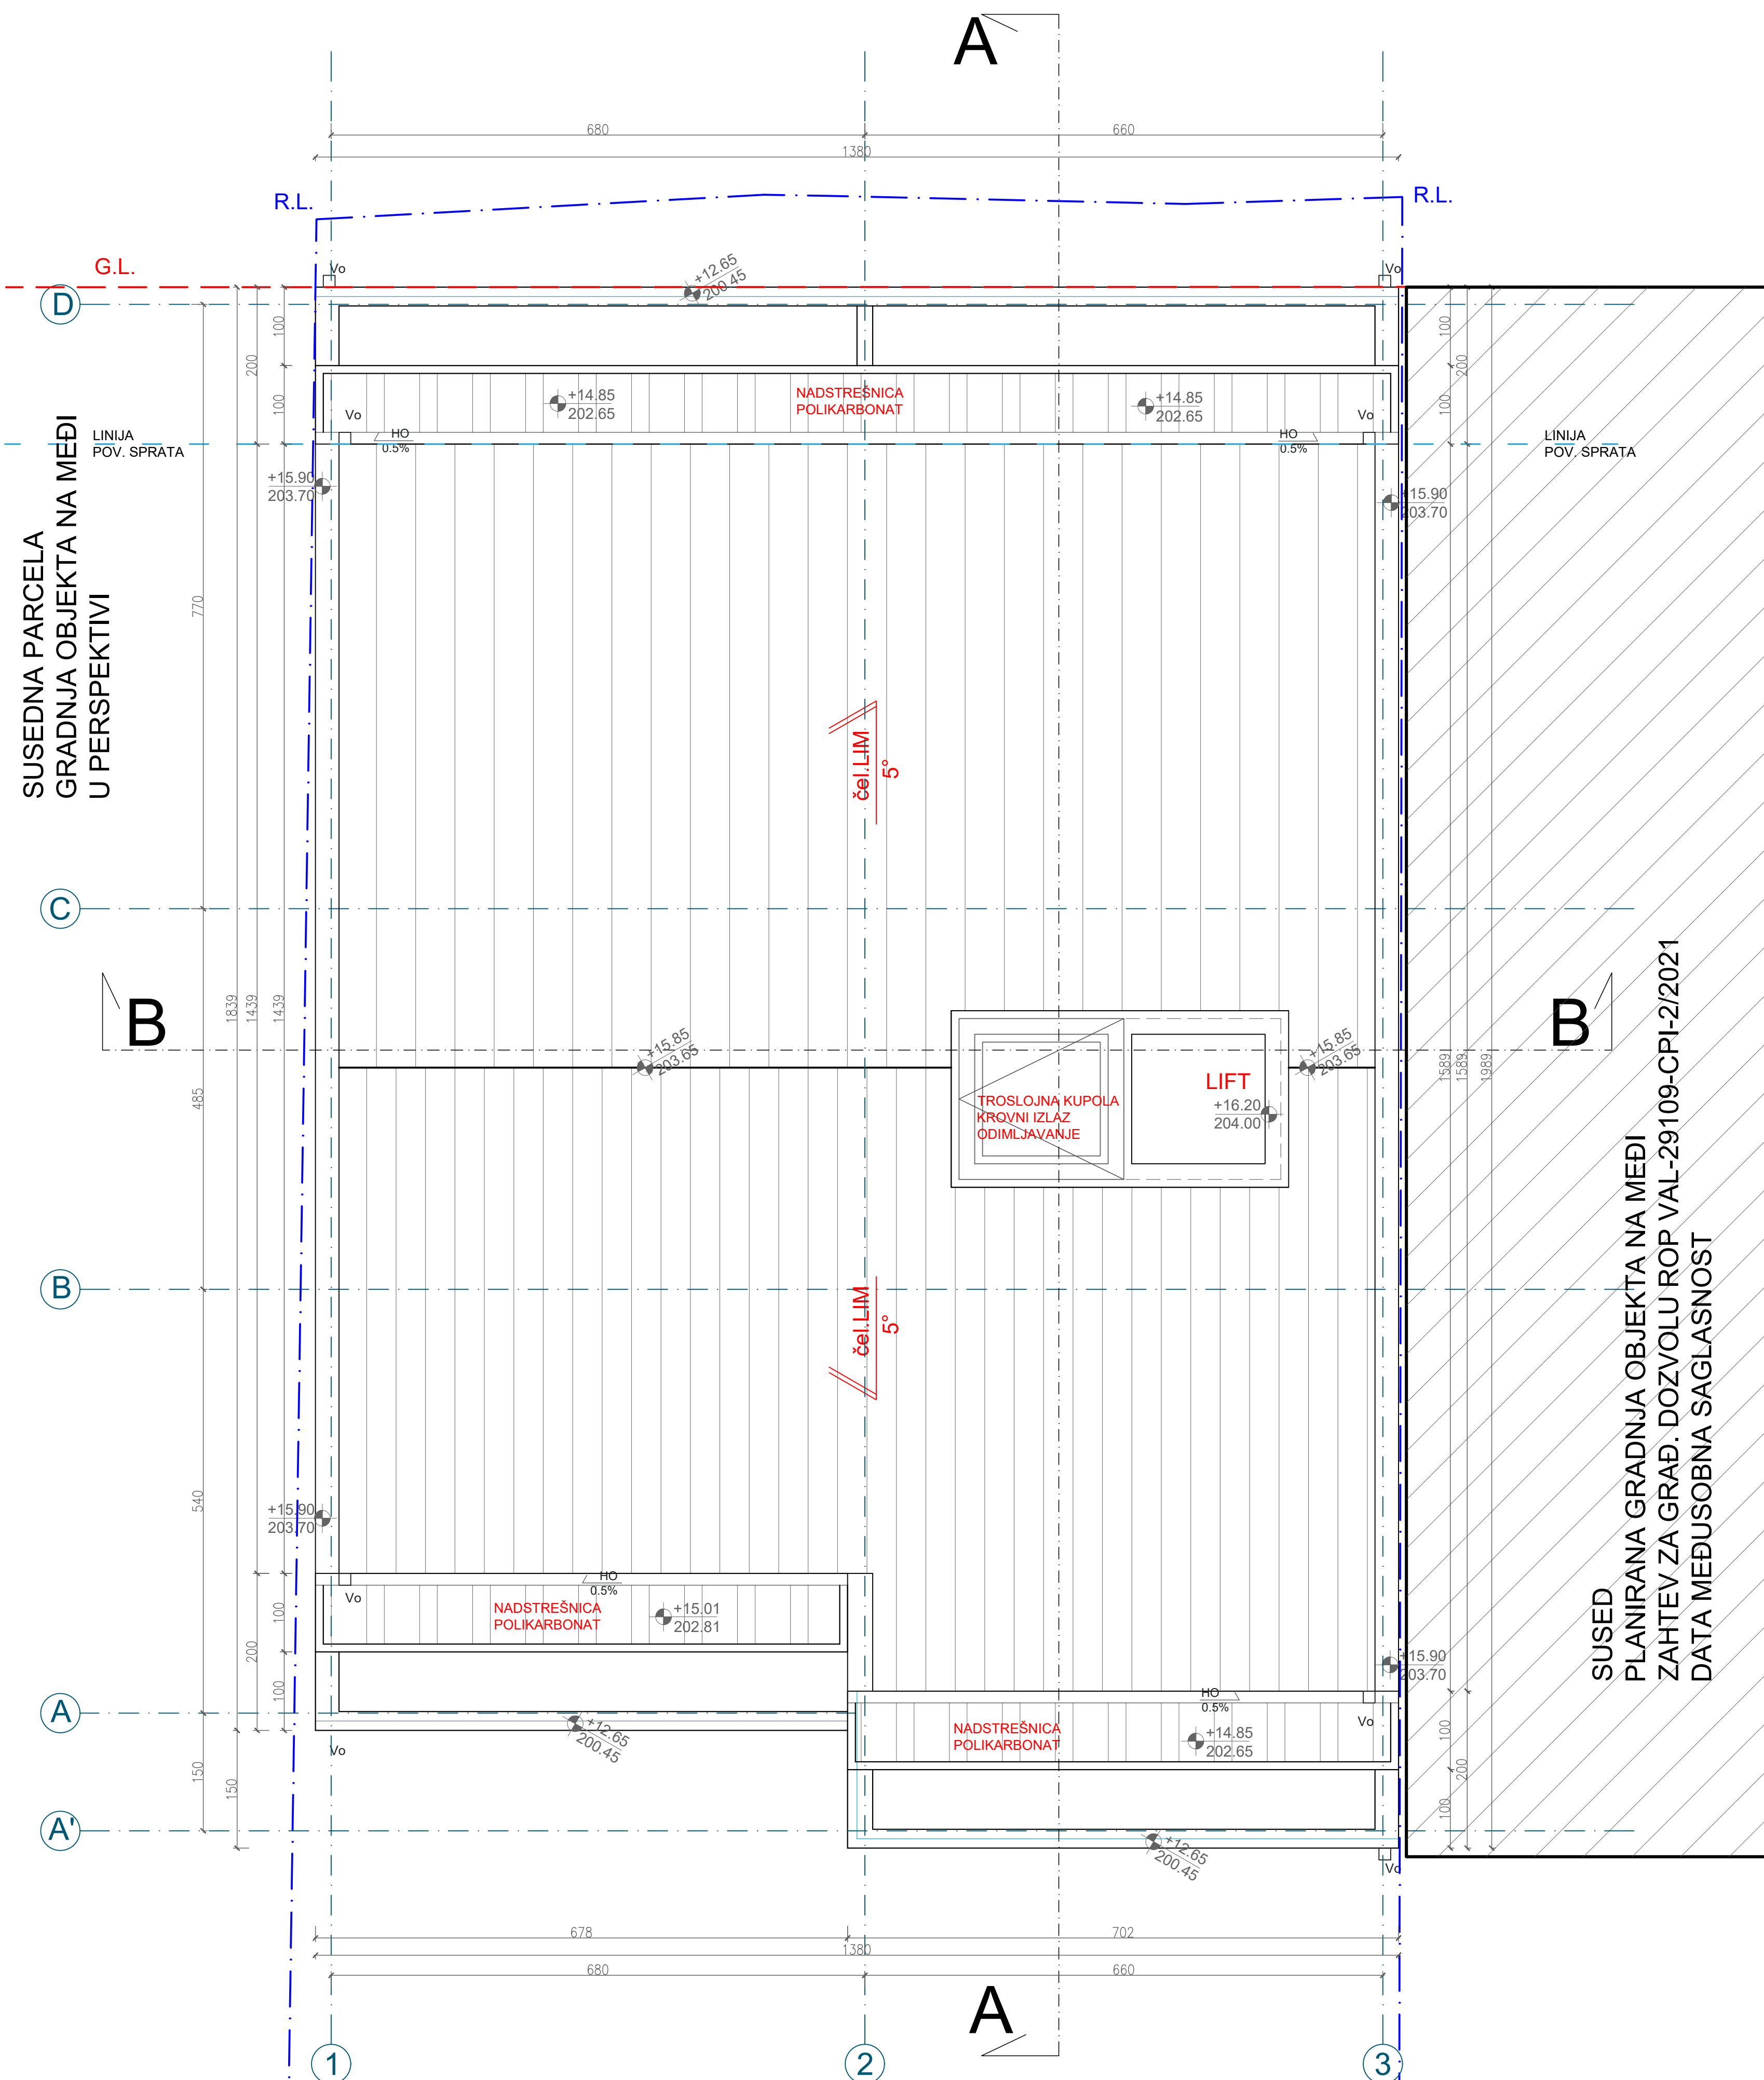 A
680
660
1380
R.L.
R.L.
G.L.
Vo
+12.65
200.45
Vo
D
100
200
100
100
200
100
NADSTREŠNICA
POLIKARBONAT
+14.85
202.65
+14.85
202.65
Vo
Vo
HO
0.5%
HO
0.5%
LINIJA
POV. SPRATA
LINIJA
POV. SPRATA
+15.90
203.70
+15.90
203.70
SUSEDNA PARCELA
GRADNJA OBJEKTA NA MEĐI
U PERSPEKTIVI
770
čel.LIM
5°
C
B
B
1839
1439
1439
1589
1589
1989
+15.85
203.65
+15.85
203.65
LIFT
+16.20
204.00
TROSLOJNA KUPOLA
KROVNI IZLAZ
ODIMLJAVANJE
485
B
čel.LIM
5°
SUSED
PLANIRANA GRADNJA OBJEKTA NA MEĐI
ZAHTEV ZA GRAĐ. DOZVOLU ROP VAL-29109-CPI-2/2021
DATA MEĐUSOBNA SAGLASNOST
540
+15.90
203.70
HO
0.5%
Vo
NADSTREŠNICA
POLIKARBONAT
+15.01
202.81
100
200
100
+15.90
203.70
A
HO
0.5%
Vo
NADSTREŠNICA
POLIKARBONAT
+14.85
202.65
+12.65
200.45
Vo
150
150
100
200
100
A'
+12.65
200.45
Vo
678
702
1380
680
660
A
1
2
3